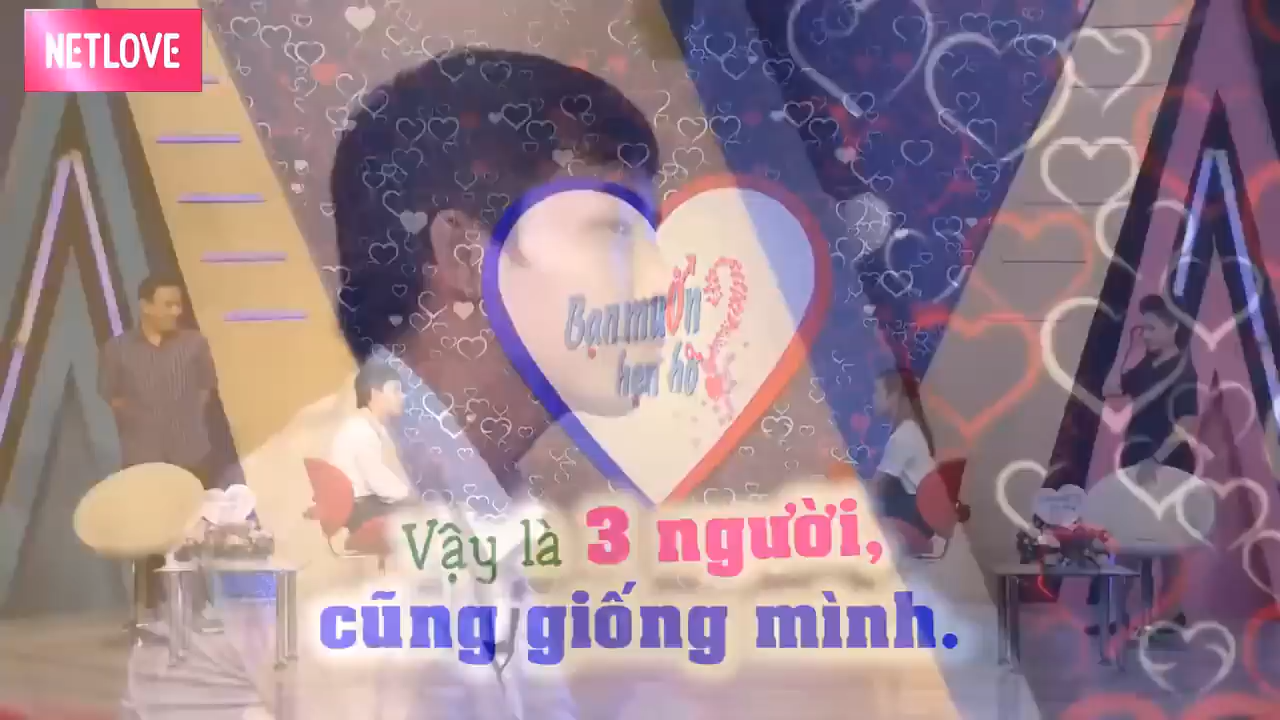 NETLOVE
Bạn muốn
hẹn hò
Vậy là 3 người,
cũng giống mình.